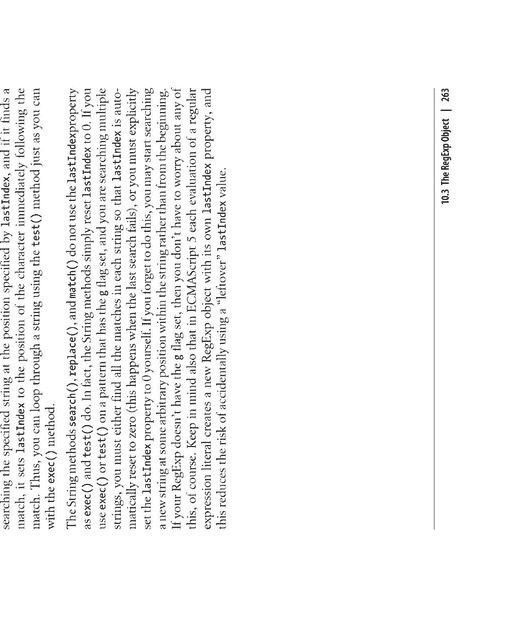 searching the specified string at the position specified by lastIndex, and if it finds a
match, it sets lastIndex to the position of the character immediately following the
match. Thus, you can loop through a string using the test() method just as you can
with the exec() method.
The String methods search(), replace(), and match() do not use the lastIndexproperty
as exec() and test() do. In fact, the String methods simply reset lastIndex to 0. If you
use exec() or test() on a pattern that has the g flag set, and you are searching multiple
strings, you must either find all the matches in each string so that lastIndex is auto-
matically reset to zero (this happens when the last search fails), or you must explicitly
set the lastIndex property to 0 yourself. If you forget to do this, you may start searching
a new string at some arbitrary position within the string rather than from the beginning.
If your RegExp doesn't have the g flag set, then you don't have to worry about any of
this, of course. Keep in mind also that in ECMAScript 5 each evaluation of a regular
expression literal creates a new RegExp object with its own lastIndex property, and
this reduces the risk of accidentally using a “leftover” lastIndex value.
10.3 The RegExp Object | 263